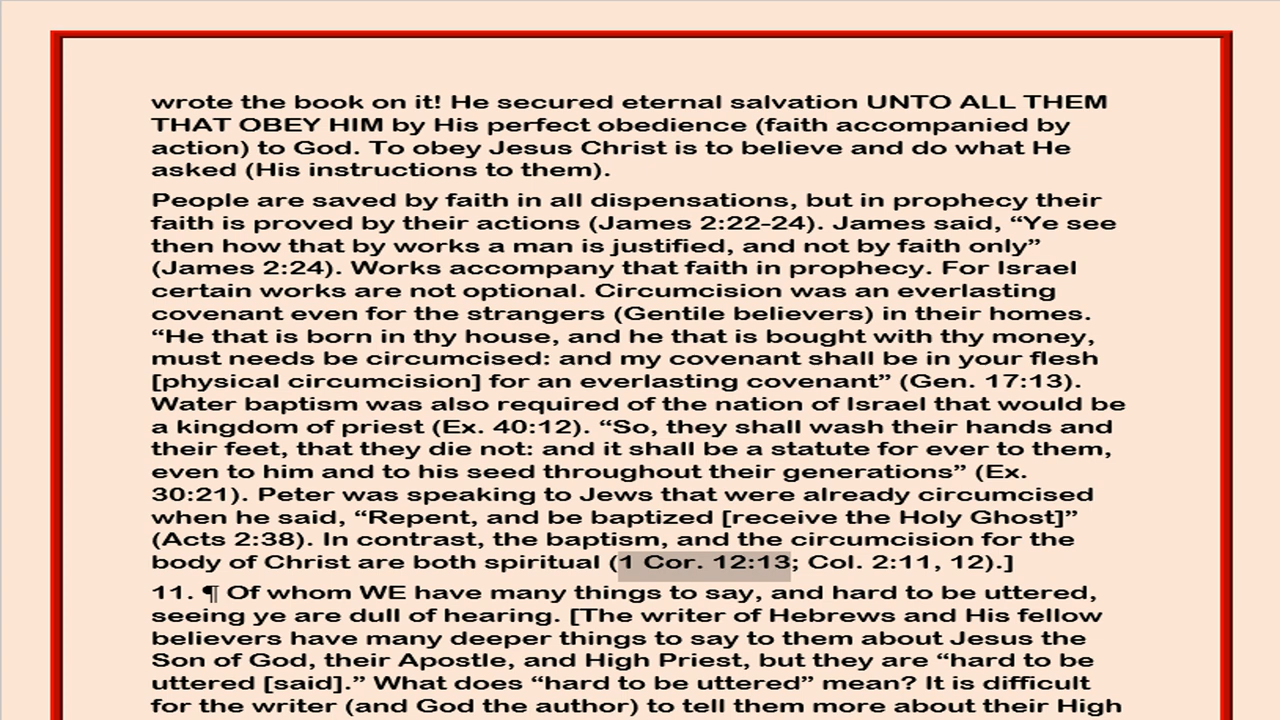 wrote the book on it! He secured eternal salvation UNTO ALL THEM
THAT OBEY HIM by His perfect obedience (faith accompanied by
action) to God. To obey Jesus Christ is to believe and do what He
asked (His instructions to them).
People are saved by faith in all dispensations, but in prophecy their
faith is proved by their actions (James 2:22-24). James said, “Ye see
then how that by works a man is justified, and not by faith only”
(James 2:24). Works accompany that faith in prophecy. For Israel
certain works are not optional. Circumcision was an everlasting
covenant even for the strangers (Gentile believers) in their homes.
“He that is born in thy house, and he that is bought with thy money,
must needs be circumcised: and my covenant shall be in your flesh
[physical circumcision] for an everlasting covenant” (Gen. 17:13).
Water baptism was also required of the nation of Israel that would be
a kingdom of priest (Ex. 40:12). “So, they shall wash their hands and
their feet, that they die not: and it shall be a statute for ever to them,
even to him and to his seed throughout their generations” (Ex.
30:21). Peter was speaking to Jews that were already circumcised
when he said, “Repent, and be baptized [receive the Holy Ghost]”
(Acts 2:38). In contrast, the baptism, and the circumcision for the
body of Christ are both spiritual (1 Cor. 12:13; Col. 2:11, 12).]
11. ¶ Of whom WE have many things to say, and hard to be uttered,
seeing ye are dull of hearing. [The writer of Hebrews and His fellow
believers have many deeper things to say to them about Jesus the
Son of God, their Apostle, and High Priest, but they are “hard to be
uttered [said].” What does “hard to be uttered” mean? It is difficult
for the writer (and God the author) to tell them more about their High